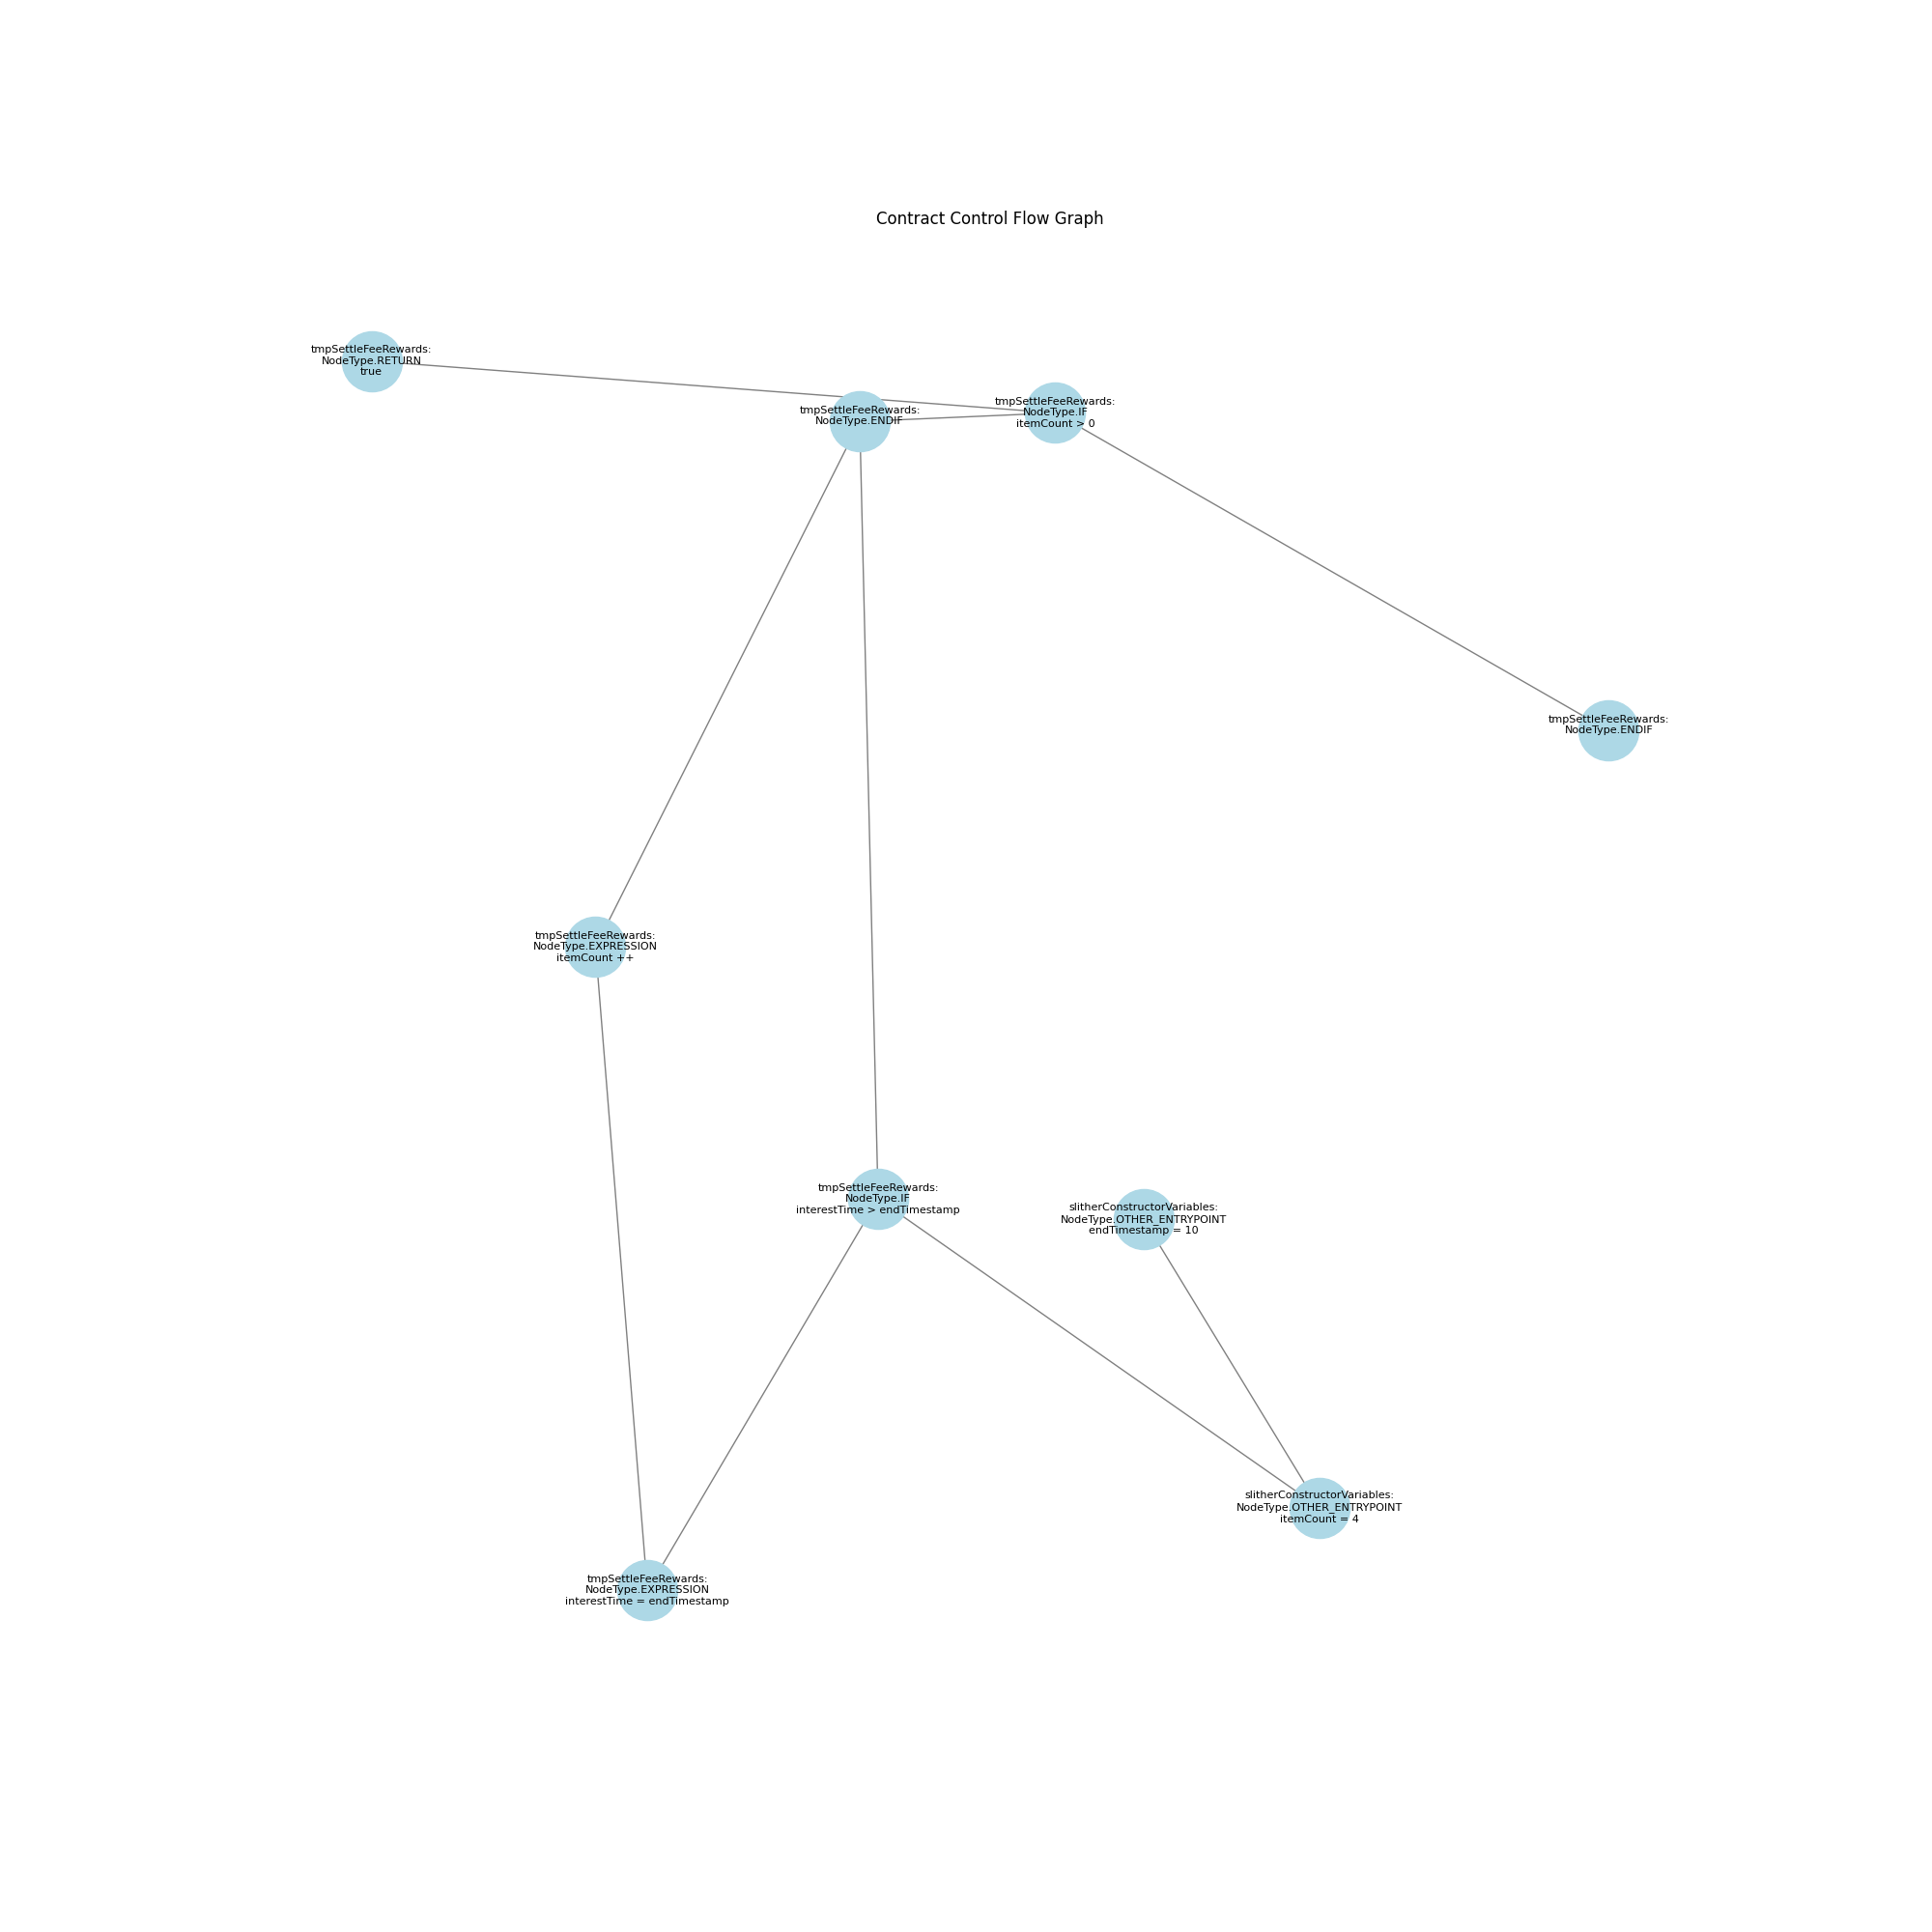 Contract Control Flow Graph
tmpSettleFeeRewards:
NodeType.RETURN
true
tmpSettleFeeRewards:
NodeType.ENDIF
tmpSettleFeeRewards:
NodeType.IF
itemCount > 0
tmpSettleFeeRewards:
NodeType.ENDIF
tmpSettleFeeRewards:
NodeType.EXPRESSION
itemCount ++
tmpSettleFeeRewards:
NodeType.IF
interestTime > endTimestamp
slitherConstructorVariables:
NodeType.OTHER_ENTRYPOINT
endTimestamp = 10
slitherConstructorVariables:
NodeType.OTHER_ENTRYPOINT
itemCount = 4
tmpSettleFeeRewards:
NodeType.EXPRESSION
interestTime = endTimestamp